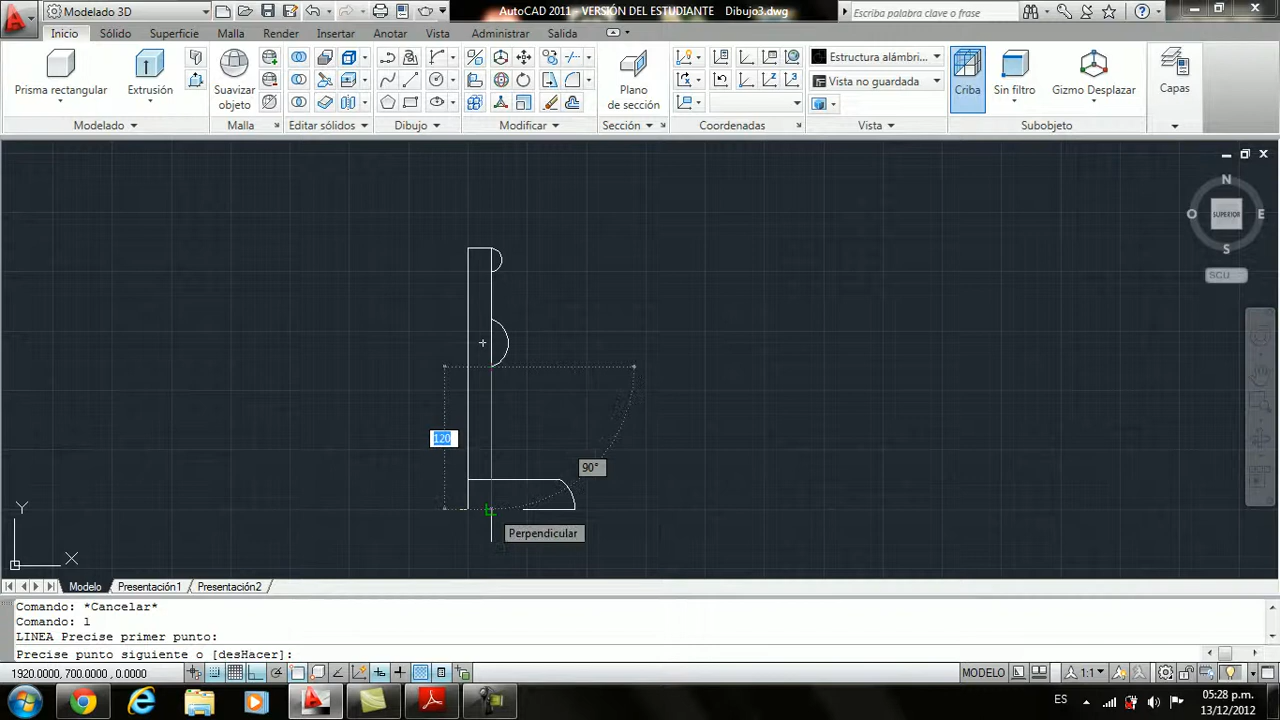 Modelado 3D
AutoCAD 2011 - VERSIÓN DEL ESTUDIANTE Dibujo3.dwg
Escriba palabra clave o frase
Inicio Sólido Superficie Malla Render Insertar Anotar Vista Administrar Salida
Prisma rectangular
Extrusión
Suavizar objeto
Plano de sección
Estructura alámbri...
Vista no guardada
Criba
Sin filtro
Gizmo Desplazar
Capas
Modelado
Malla
Editar sólidos
Dibujo
Modificar
Sección
Coordenadas
Vista
Subobjeto
N
O SUPERIOR E
S
SCU
120
90°
Perpendicular
Y
X
Modelo Presentación1 Presentación2
Comando: *Cancelar*
Comando: l
LINEA Precise primer punto:
Precise punto siguiente o [desHacer]:
1920.0000, 700.0000 , 0.0000
MODELO
1:1
ES
05:28 p.m.
13/12/2012